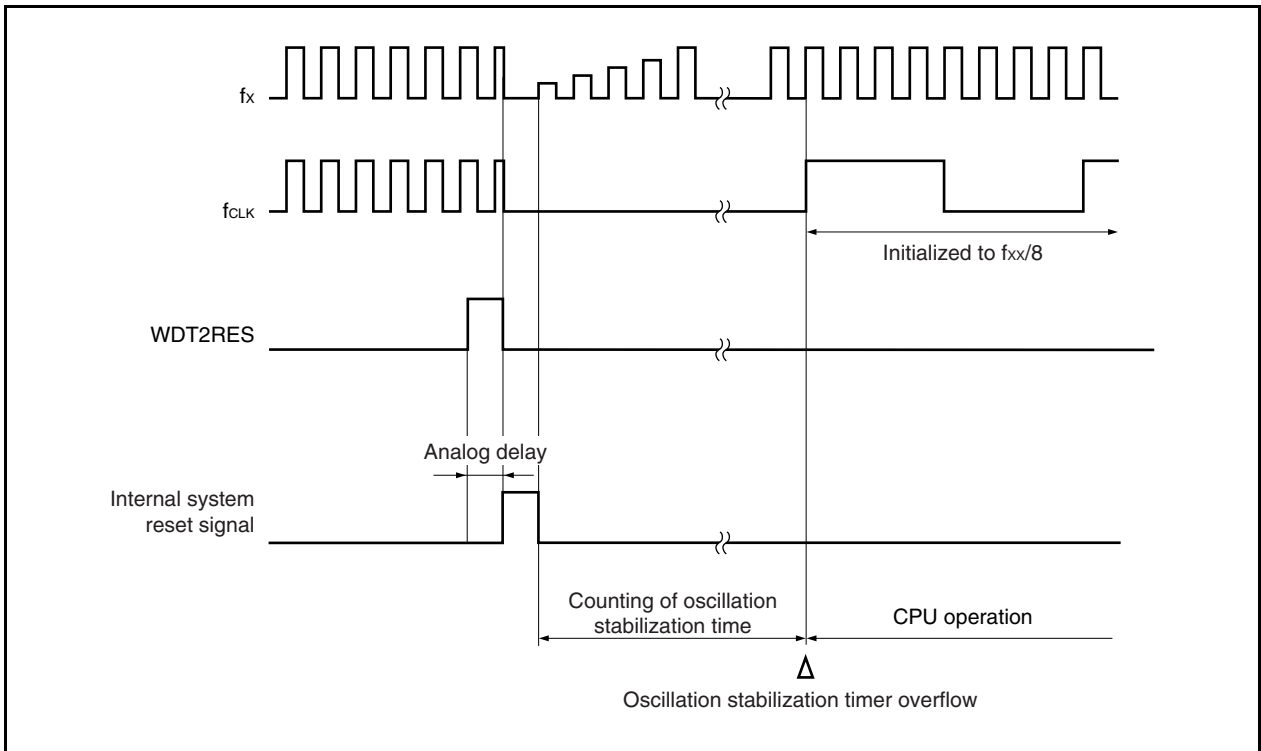 fX
fCLK
Initialized to fXX/8
WDT2RES
Analog delay
Internal system
reset signal
Counting of oscillation
stabilization time
CPU operation
Oscillation stabilization timer overflow